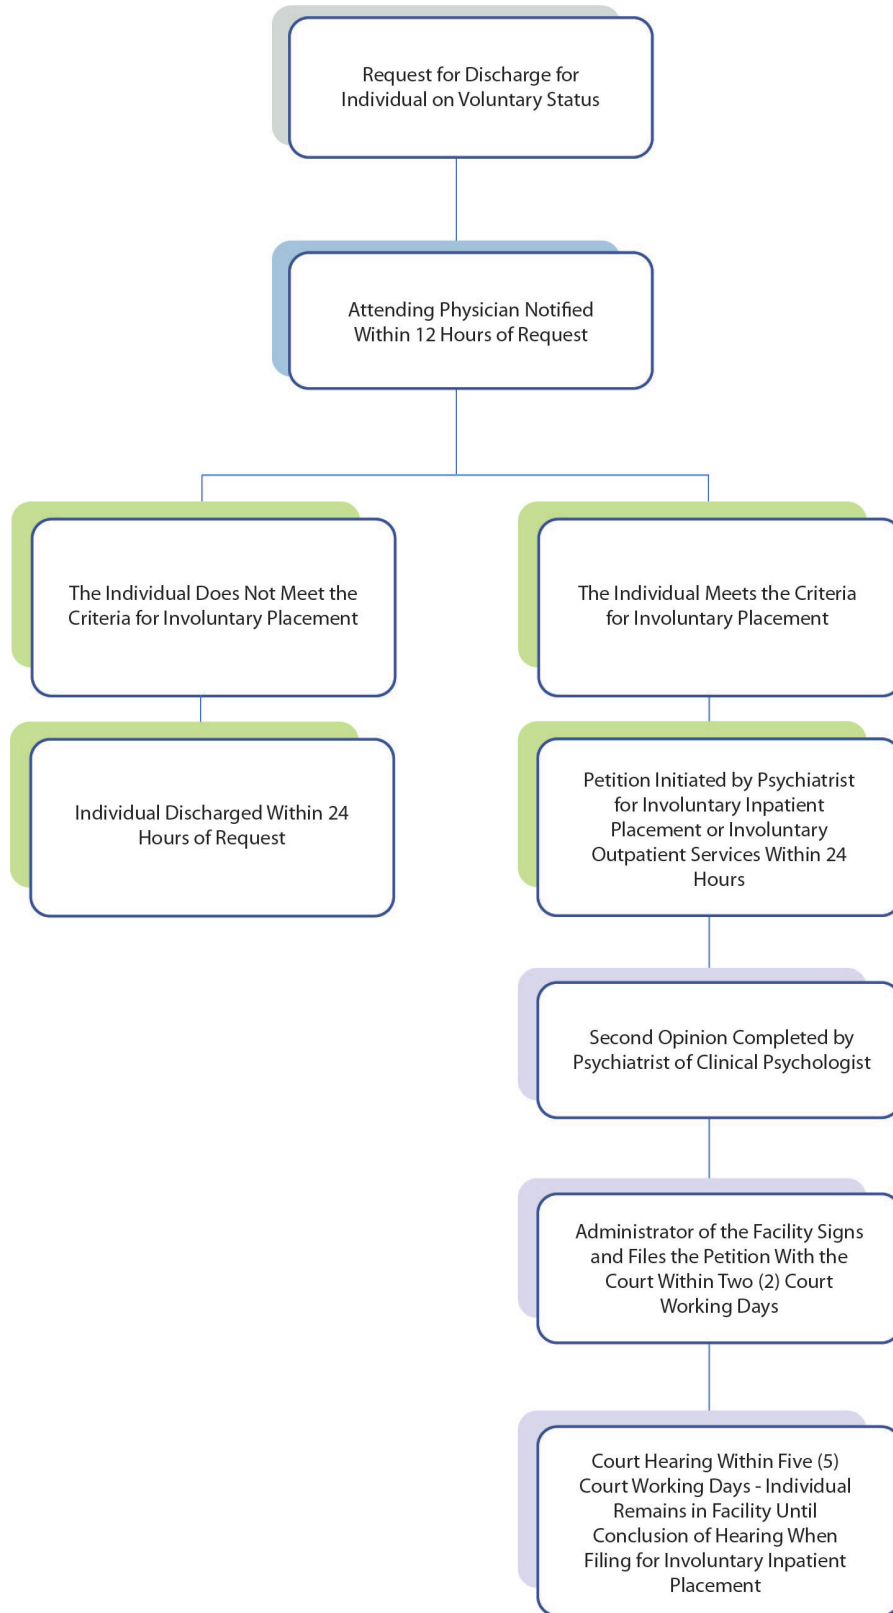 Request for Discharge for
Individual on Voluntary Status
Attending Physician Notified
Within 12 Hours of Request
The Individual Does Not Meet the
Criteria for Involuntary Placement
Individual Discharged Within 24
Hours of Request
The Individual Meets the Criteria
for Involuntary Placement
Petition Initiated by Psychiatrist
for Involuntary Inpatient
Placement or Involuntary
Outpatient Services Within 24
Hours
Second Opinion Completed by
Psychiatrist of Clinical Psychologist
Administrator of the Facility Signs
and Files the Petition With the
Court Within Two (2) Court
Working Days
Court Hearing Within Five (5)
Court Working Days - Individual
Remains in Facility Until
Conclusion of Hearing When
Filing for Involuntary Inpatient
Placement